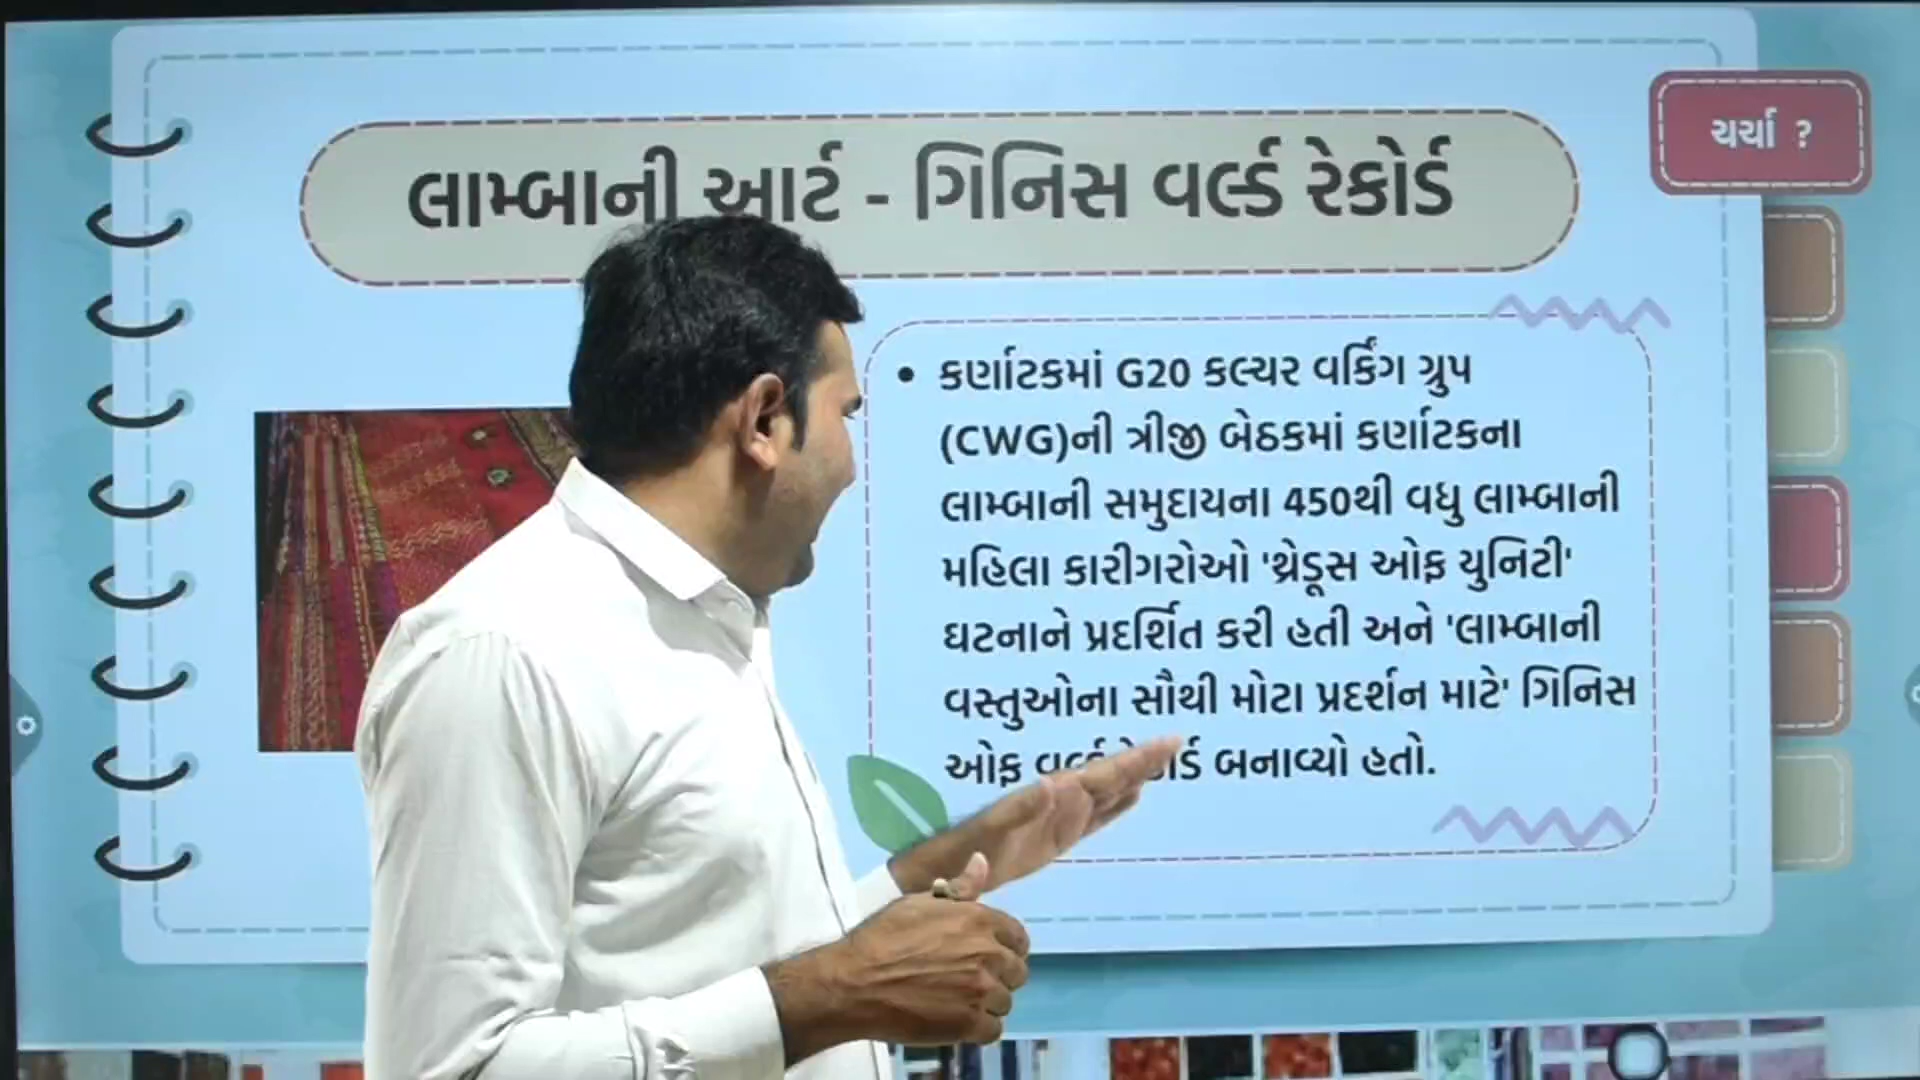 લામ્બાની આર્ટ - ગિનિસ વર્લ્ડ રેકોર્ડ
ચર્ચા ?
• કર્ણાટકમાં G20 કલ્ચર વર્કિંગ ગ્રુપ
(CWG)ની ત્રીજી બેઠકમાં કર્ણાટકના
લામ્બાની સમુદાયના 450થી વધુ લામ્બાની
મહિલા કારીગરોઓ 'થ્રેડ્સ ઓફ યુનિટી'
ઘટનાને પ્રદર્શિત કરી હતી અને 'લામ્બાની
વસ્તુઓના સૌથી મોટા પ્રદર્શન માટે' ગિનિસ
ઓફ બનાવ્યો હતો.